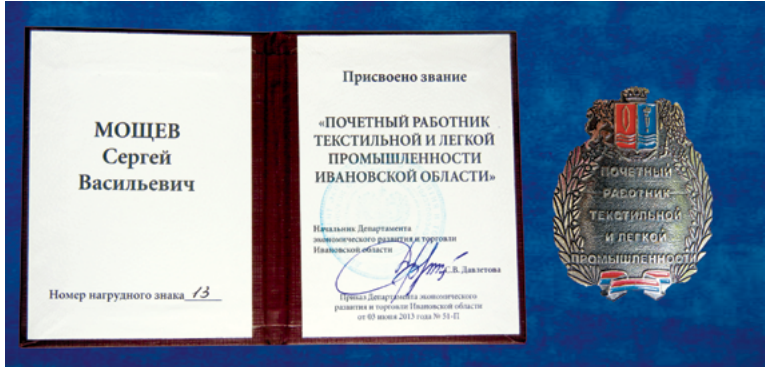 МОЩЕВ
Сергей
Васильевич
Номер нагрудного знака 13
Присвоено звание
«ПОЧЕТНЫЙ РАБОТНИК
ТЕКСТИЛЬНОЙ И ЛЕГКОЙ
ПРОМЫШЛЕННОСТИ
ИВАНОВСКОЙ ОБЛАСТИ»
Начальник Департамента
экономического развития и торговли
Ивановской области
С.В. Давлетова
Приказ Департамента экономического
развития и торговли Ивановской области
от 03 июня 2013 года № 51-П
ПОЧЕТНЫЙ
РАБОТНИК
ТЕКСТИЛЬНОЙ
И ЛЕГКОЙ
ПРОМЫШЛЕННОСТИ